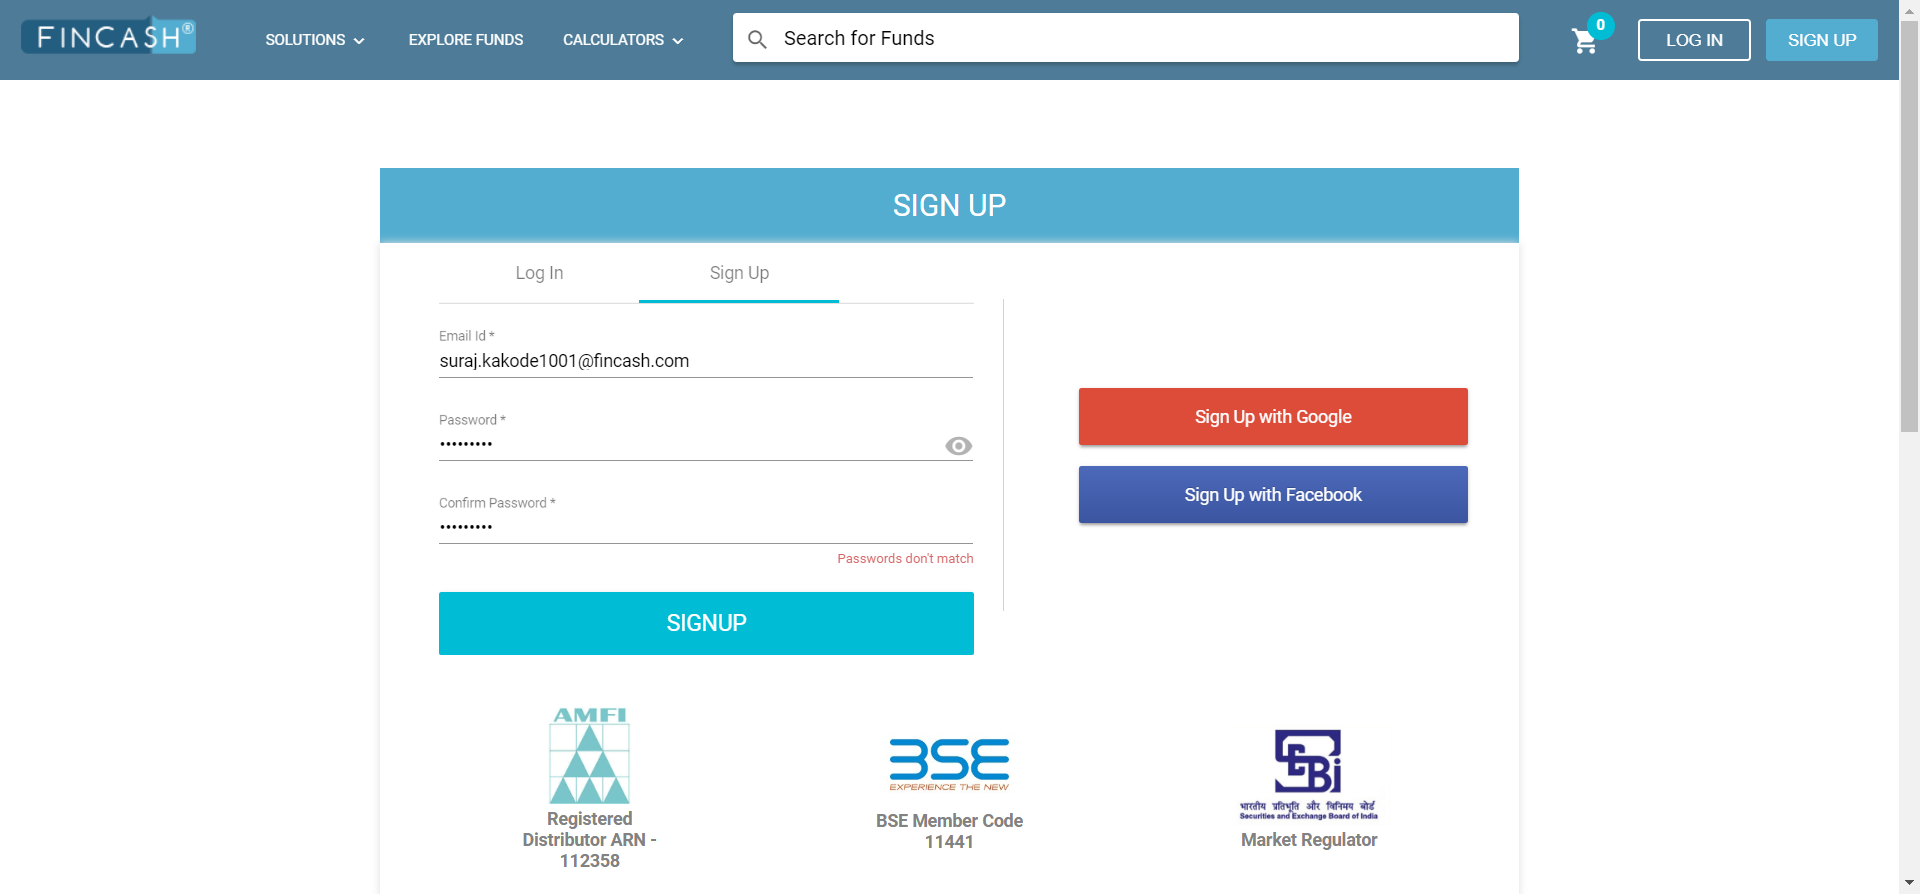 FINCASH®
SOLUTIONS
EXPLORE FUNDS
CALCULATORS
Search for Funds
0
LOG IN
SIGN UP
SIGN UP
Log In
Sign Up
Email Id *
suraj.kakode1001@fincash.com
Password *
•••••••••
Confirm Password *
•••••••••
Passwords don't match
SIGNUP
Sign Up with Google
Sign Up with Facebook
AMFI
Registered
Distributor ARN -
112358
BSE
EXPERIENCE THE NEW
BSE Member Code
11441
SEBI
भारतीय प्रतिभूति और विनिमय बोर्ड
Securities and Exchange Board of India
Market Regulator